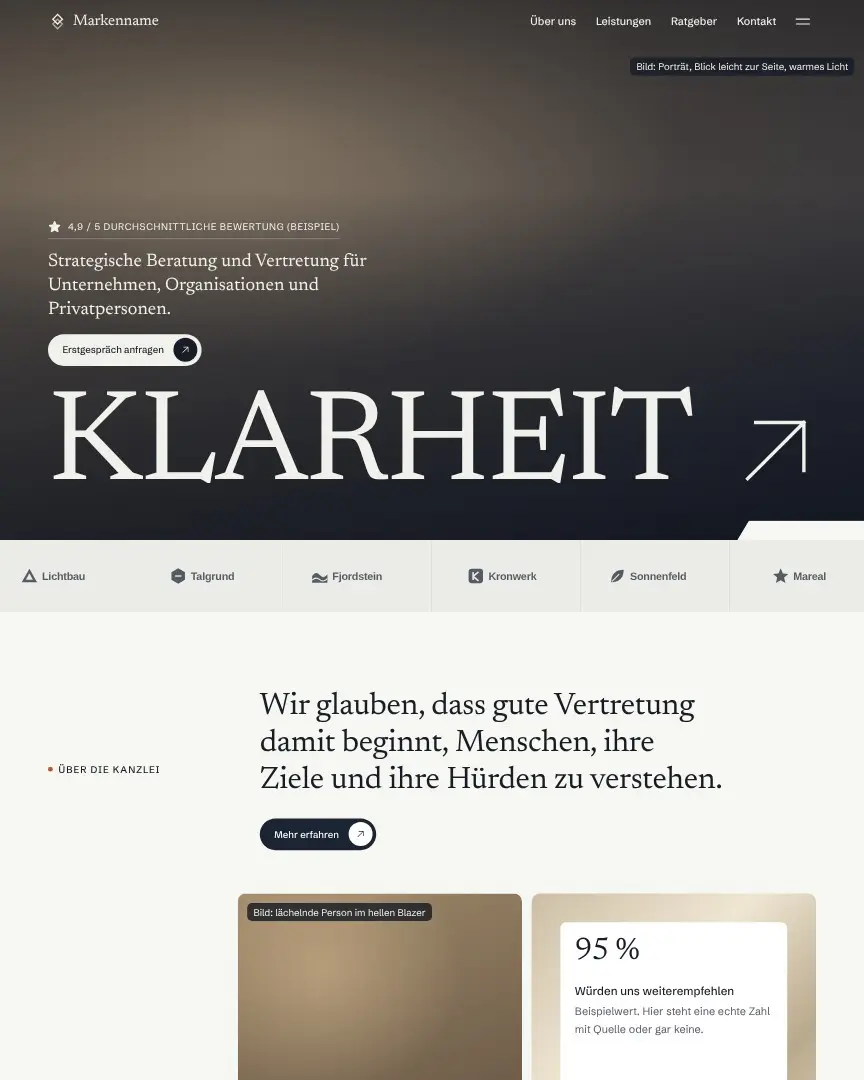 Markenname
Über uns Leistungen Ratgeber Kontakt
Bild: Porträt, Blick leicht zur Seite, warmes Licht
4,9 / 5 DURCHSCHNITTLICHE BEWERTUNG (BEISPIEL)
Strategische Beratung und Vertretung für
Unternehmen, Organisationen und
Privatpersonen.
Erstgespräch anfragen
KLARHEIT
Lichtbau Talgrund Fjordstein Kronwerk Sonnenfeld Mareal
Wir glauben, dass gute Vertretung
damit beginnt, Menschen, ihre
Ziele und ihre Hürden zu verstehen.
ÜBER DIE KANZLEI
Mehr erfahren
Bild: lächelnde Person im hellen Blazer
95 %
Würden uns weiterempfehlen
Beispielwert. Hier steht eine echte Zahl
mit Quelle oder gar keine.